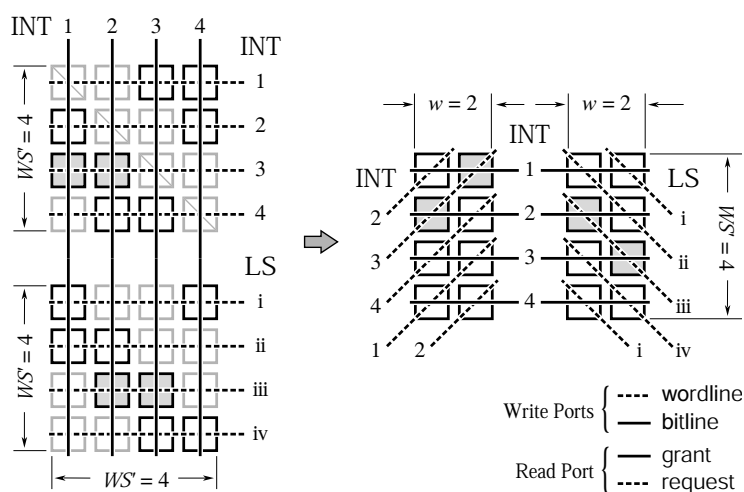 INT 1 2 3 4
INT
1
2
3
4
WS' = 4
LS
i
ii
iii
iv
WS' = 4
WS' = 4
w = 2 w = 2
INT
INT LS
1
2
3
4
2
3
4
1 2
i
ii
iii
i iv
WS' = 4
Write Ports { wordline
bitline
Read Port { grant
request